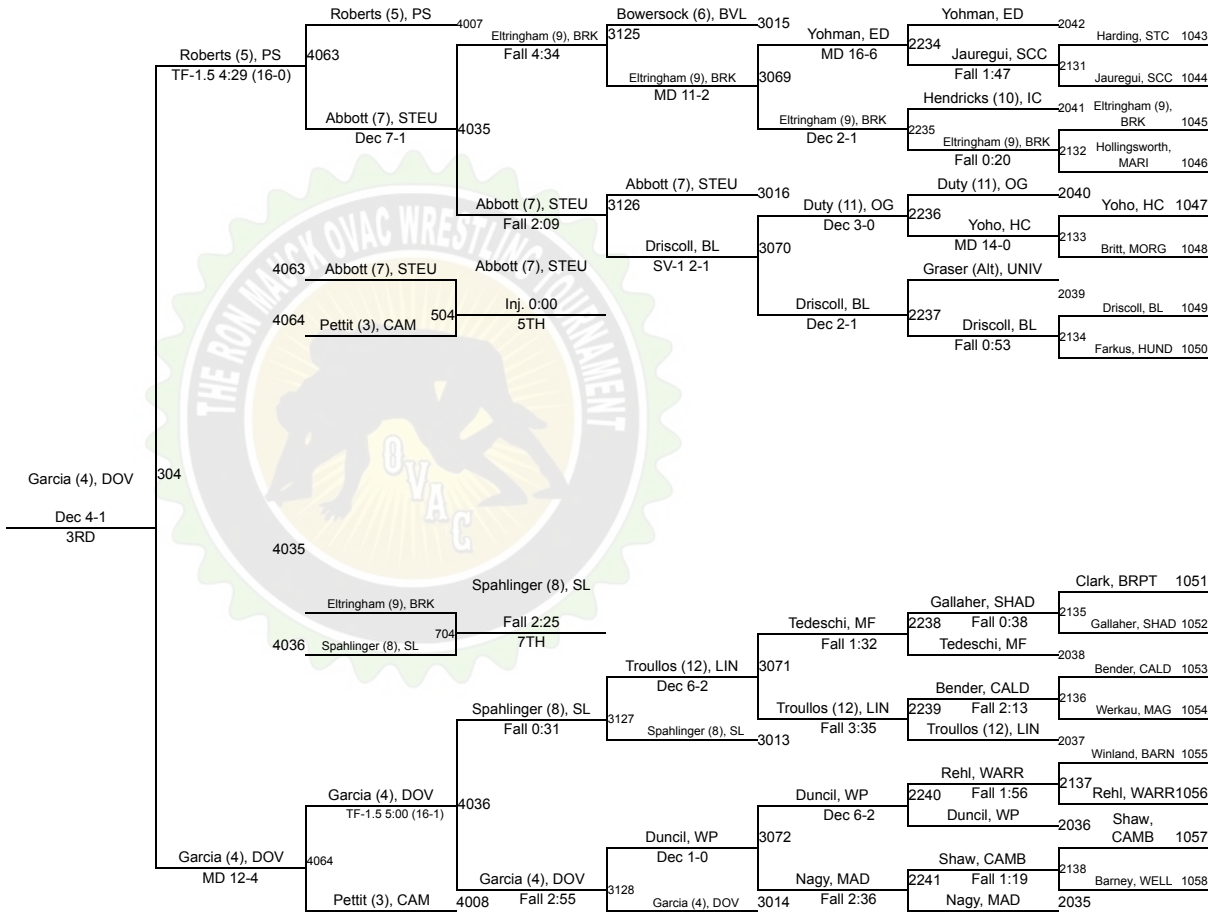 Roberts (5), PS
4007
Bowersock (6), BVL
3015
Yohman, ED
2042
Harding, STC 1043
Eltringham (9), BRK
3125
Yohman, ED
2234
Roberts (5), PS
4063
Fall 4:34
MD 16-6
Jauregui, SCC
2131
TF-1.5 4:29 (16-0)
Eltringham (9), BRK
3069
Fall 1:47
Jauregui, SCC 1044
MD 11-2
Hendricks (10), IC
2041
Eltringham (9), BRK 1045
Abbott (7), STEU
4035
Eltringham (9), BRK
2235
Dec 7-1
Dec 2-1
Eltringham (9), BRK
2132
Hollingsworth, MARI 1046
Fall 0:20
Abbott (7), STEU
3016
Duty (11), OG
2040
Abbott (7), STEU
3126
Duty (11), OG
2236
Yoho, HC 1047
Fall 2:09
Dec 3-0
Yoho, HC
2133
Driscoll, BL
3070
MD 14-0
Britt, MORG 1048
SV-1 2-1
4063
Abbott (7), STEU
Abbott (7), STEU
Graser (Alt), UNIV
2039
504
Inj. 0:00
Driscoll, BL
2237
Driscoll, BL 1049
4064
Pettit (3), CAM
5TH
Dec 2-1
Driscoll, BL
2134
Fall 0:53
Farkus, HUND 1050
THE RON MAUCK OVAC WRESTLING TOURNAMENT
OVAC
Garcia (4), DOV
304
Dec 4-1
3RD
4035
Spahlinger (8), SL
Clark, BRPT 1051
Eltringham (9), BRK
Gallaher, SHAD
2135
704
Fall 2:25
Tedeschi, MF
2238
Fall 0:38
Gallaher, SHAD 1052
4036
Spahlinger (8), SL
7TH
Fall 1:32
Tedeschi, MF
2038
Troullos (12), LIN
3071
Bender, CALD 1053
Dec 6-2
Bender, CALD
2136
Spahlinger (8), SL
3127
Troullos (12), LIN
2239
Fall 2:13
Werkau, MAG 1054
Fall 0:31
Spahlinger (8), SL
3013
Fall 3:35
Troullos (12), LIN
2037
Winland, BARN 1055
Rehl, WARR
2137
Garcia (4), DOV
4036
Duncil, WP
2240
Fall 1:56
Rehl, WARR 1056
TF-1.5 5:00 (16-1)
Dec 6-2
Duncil, WP
2036
Shaw, CAMB 1057
Duncil, WP
3072
Garcia (4), DOV
4064
Dec 1-0
Shaw, CAMB
2138
MD 12-4
Garcia (4), DOV
3128
Nagy, MAD
2241
Fall 1:19
Barney, WELL 1058
Pettit (3), CAM
4008
Fall 2:55
Garcia (4), DOV
3014
Fall 2:36
Nagy, MAD
2035